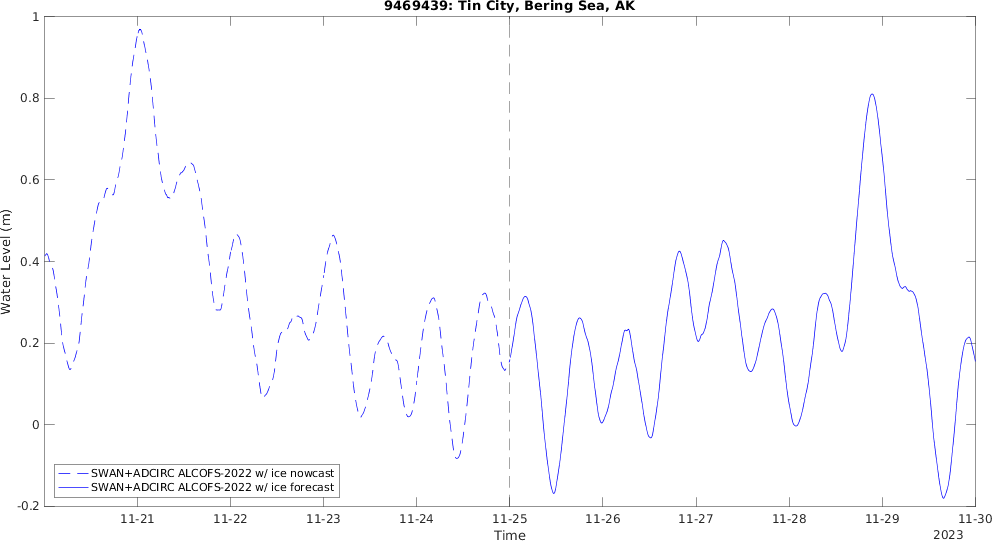 9469439: Tin City, Bering Sea, AK
Water Level (m)
1
0.8
0.6
0.4
0.2
0
-0.2
SWAN+ADCIRC ALCOFS-2022 w/ ice nowcast
SWAN+ADCIRC ALCOFS-2022 w/ ice forecast
11-21 11-22 11-23 11-24 11-25 11-26 11-27 11-28 11-29 11-30
Time
2023